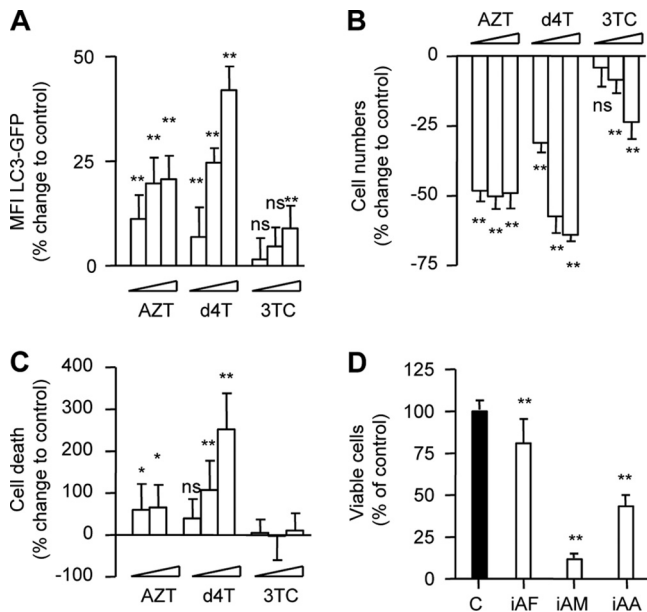 A
MFI LC3-GFP
(% change to control)
50
25
0
** ** **
** ** **
ns ns **
AZT d4T 3TC
B
AZT d4T 3TC
Cell numbers
(% change to control)
0
-25
-50
-75
** ** **
** ** **
ns ** **
C
Cell death
(% change to control)
400
300
200
100
0
-100
* *
ns ** **
AZT d4T 3TC
D
Viable cells
(% of control)
125
100
75
50
25
0
** ** **
C iAF iAM iAA